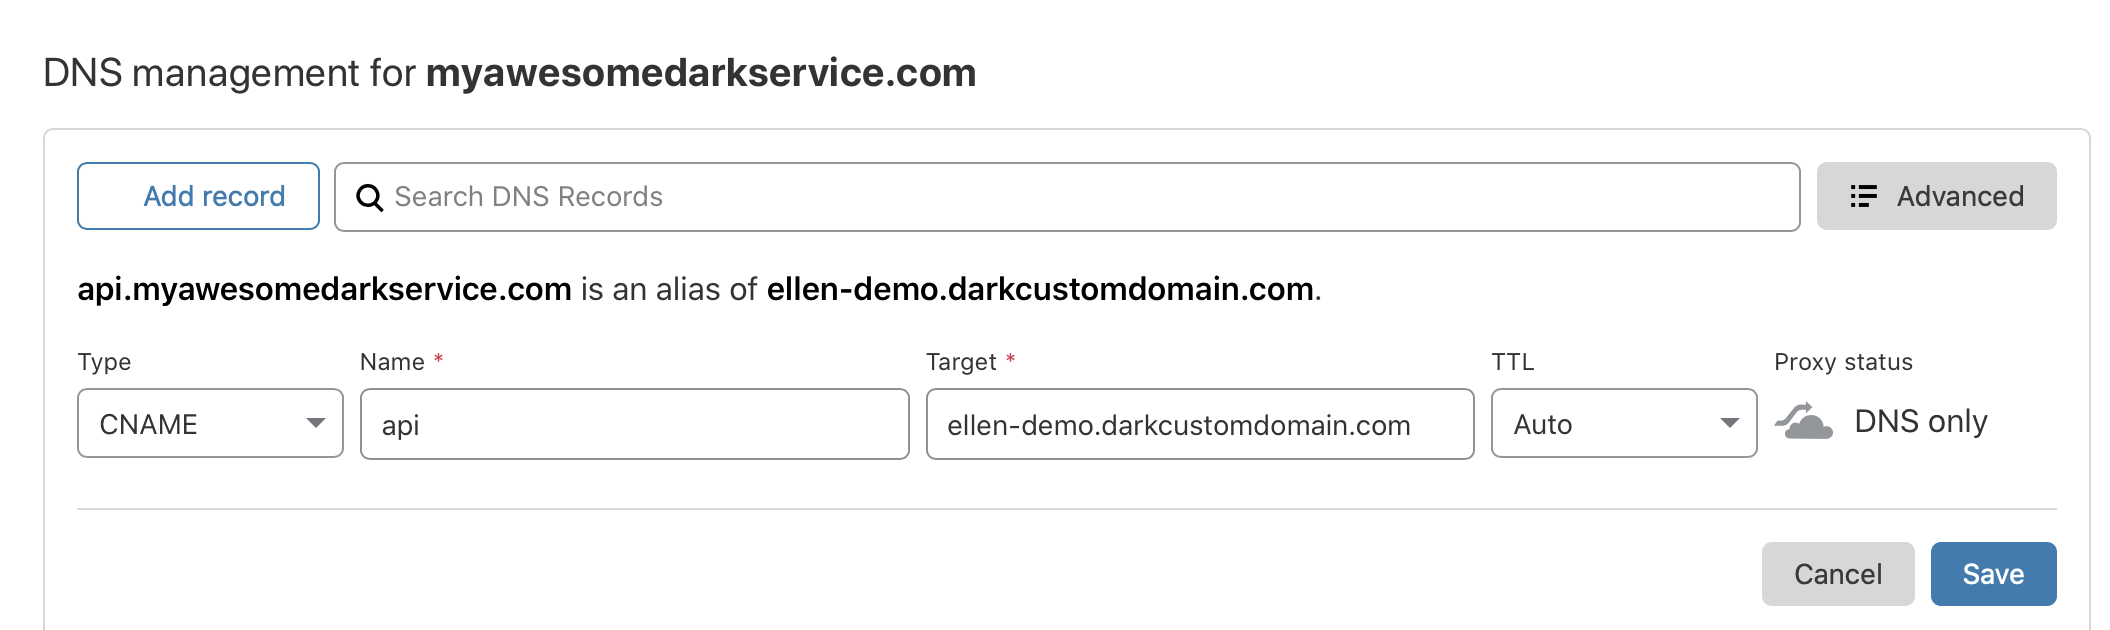 DNS management for myawesomedarkservice.com
Add record
Search DNS Records
Advanced
api.myawesomedarkservice.com is an alias of ellen-demo.darkcustomdomain.com.
Type Name * Target * TTL Proxy status
CNAME api ellen-demo.darkcustomdomain.com Auto DNS only
Cancel Save